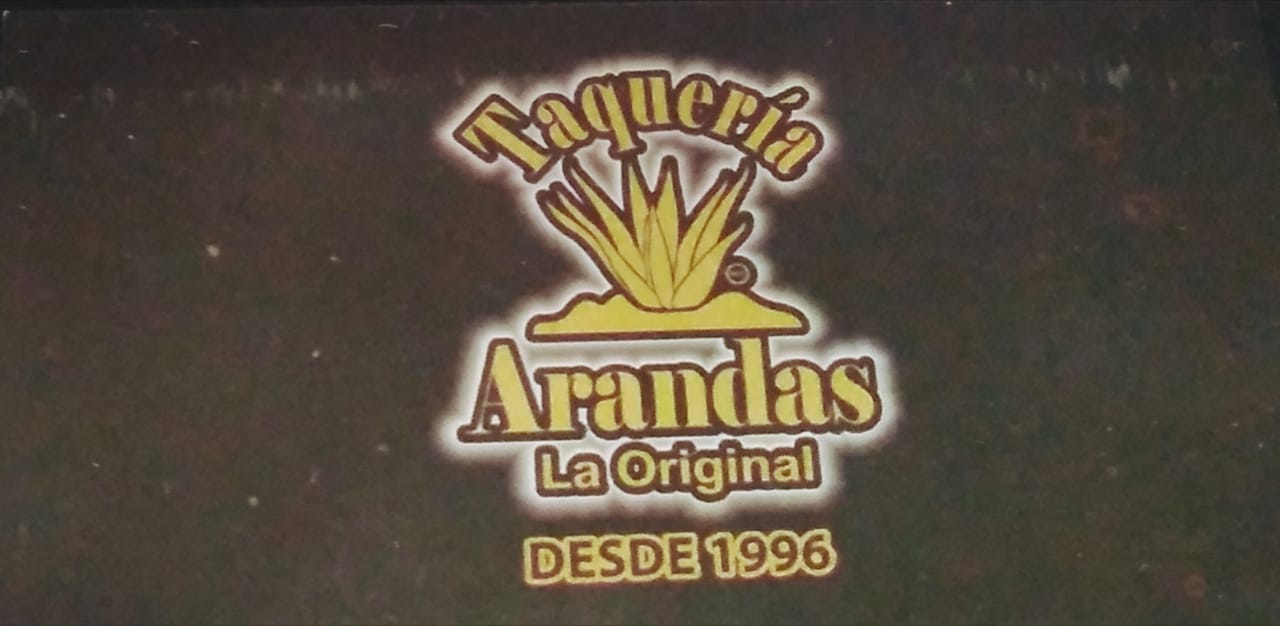 Taquería
Arandas
La Original
DESDE 1996